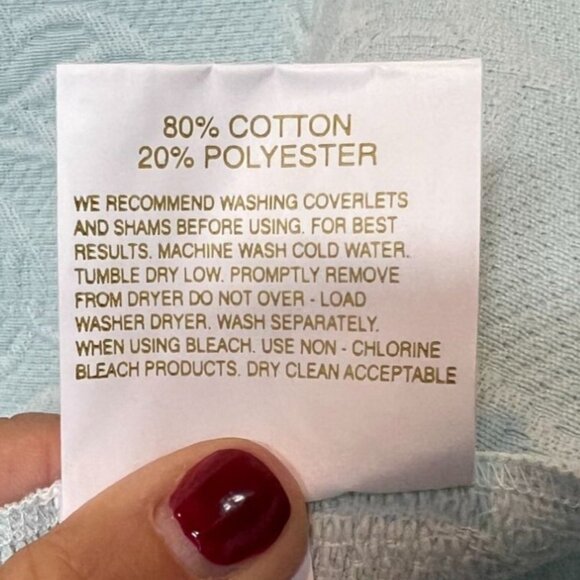 80% COTTON
20% POLYESTER
WE RECOMMEND WASHING COVERLETS
AND SHAMS BEFORE USING. FOR BEST
RESULTS. MACHINE WASH COLD WATER.
TUMBLE DRY LOW. PROMPTLY REMOVE
FROM DRYER DO NOT OVER - LOAD
WASHER DRYER. WASH SEPARATELY.
WHEN USING BLEACH. USE NON - CHLORINE
BLEACH PRODUCTS. DRY CLEAN ACCEPTABLE